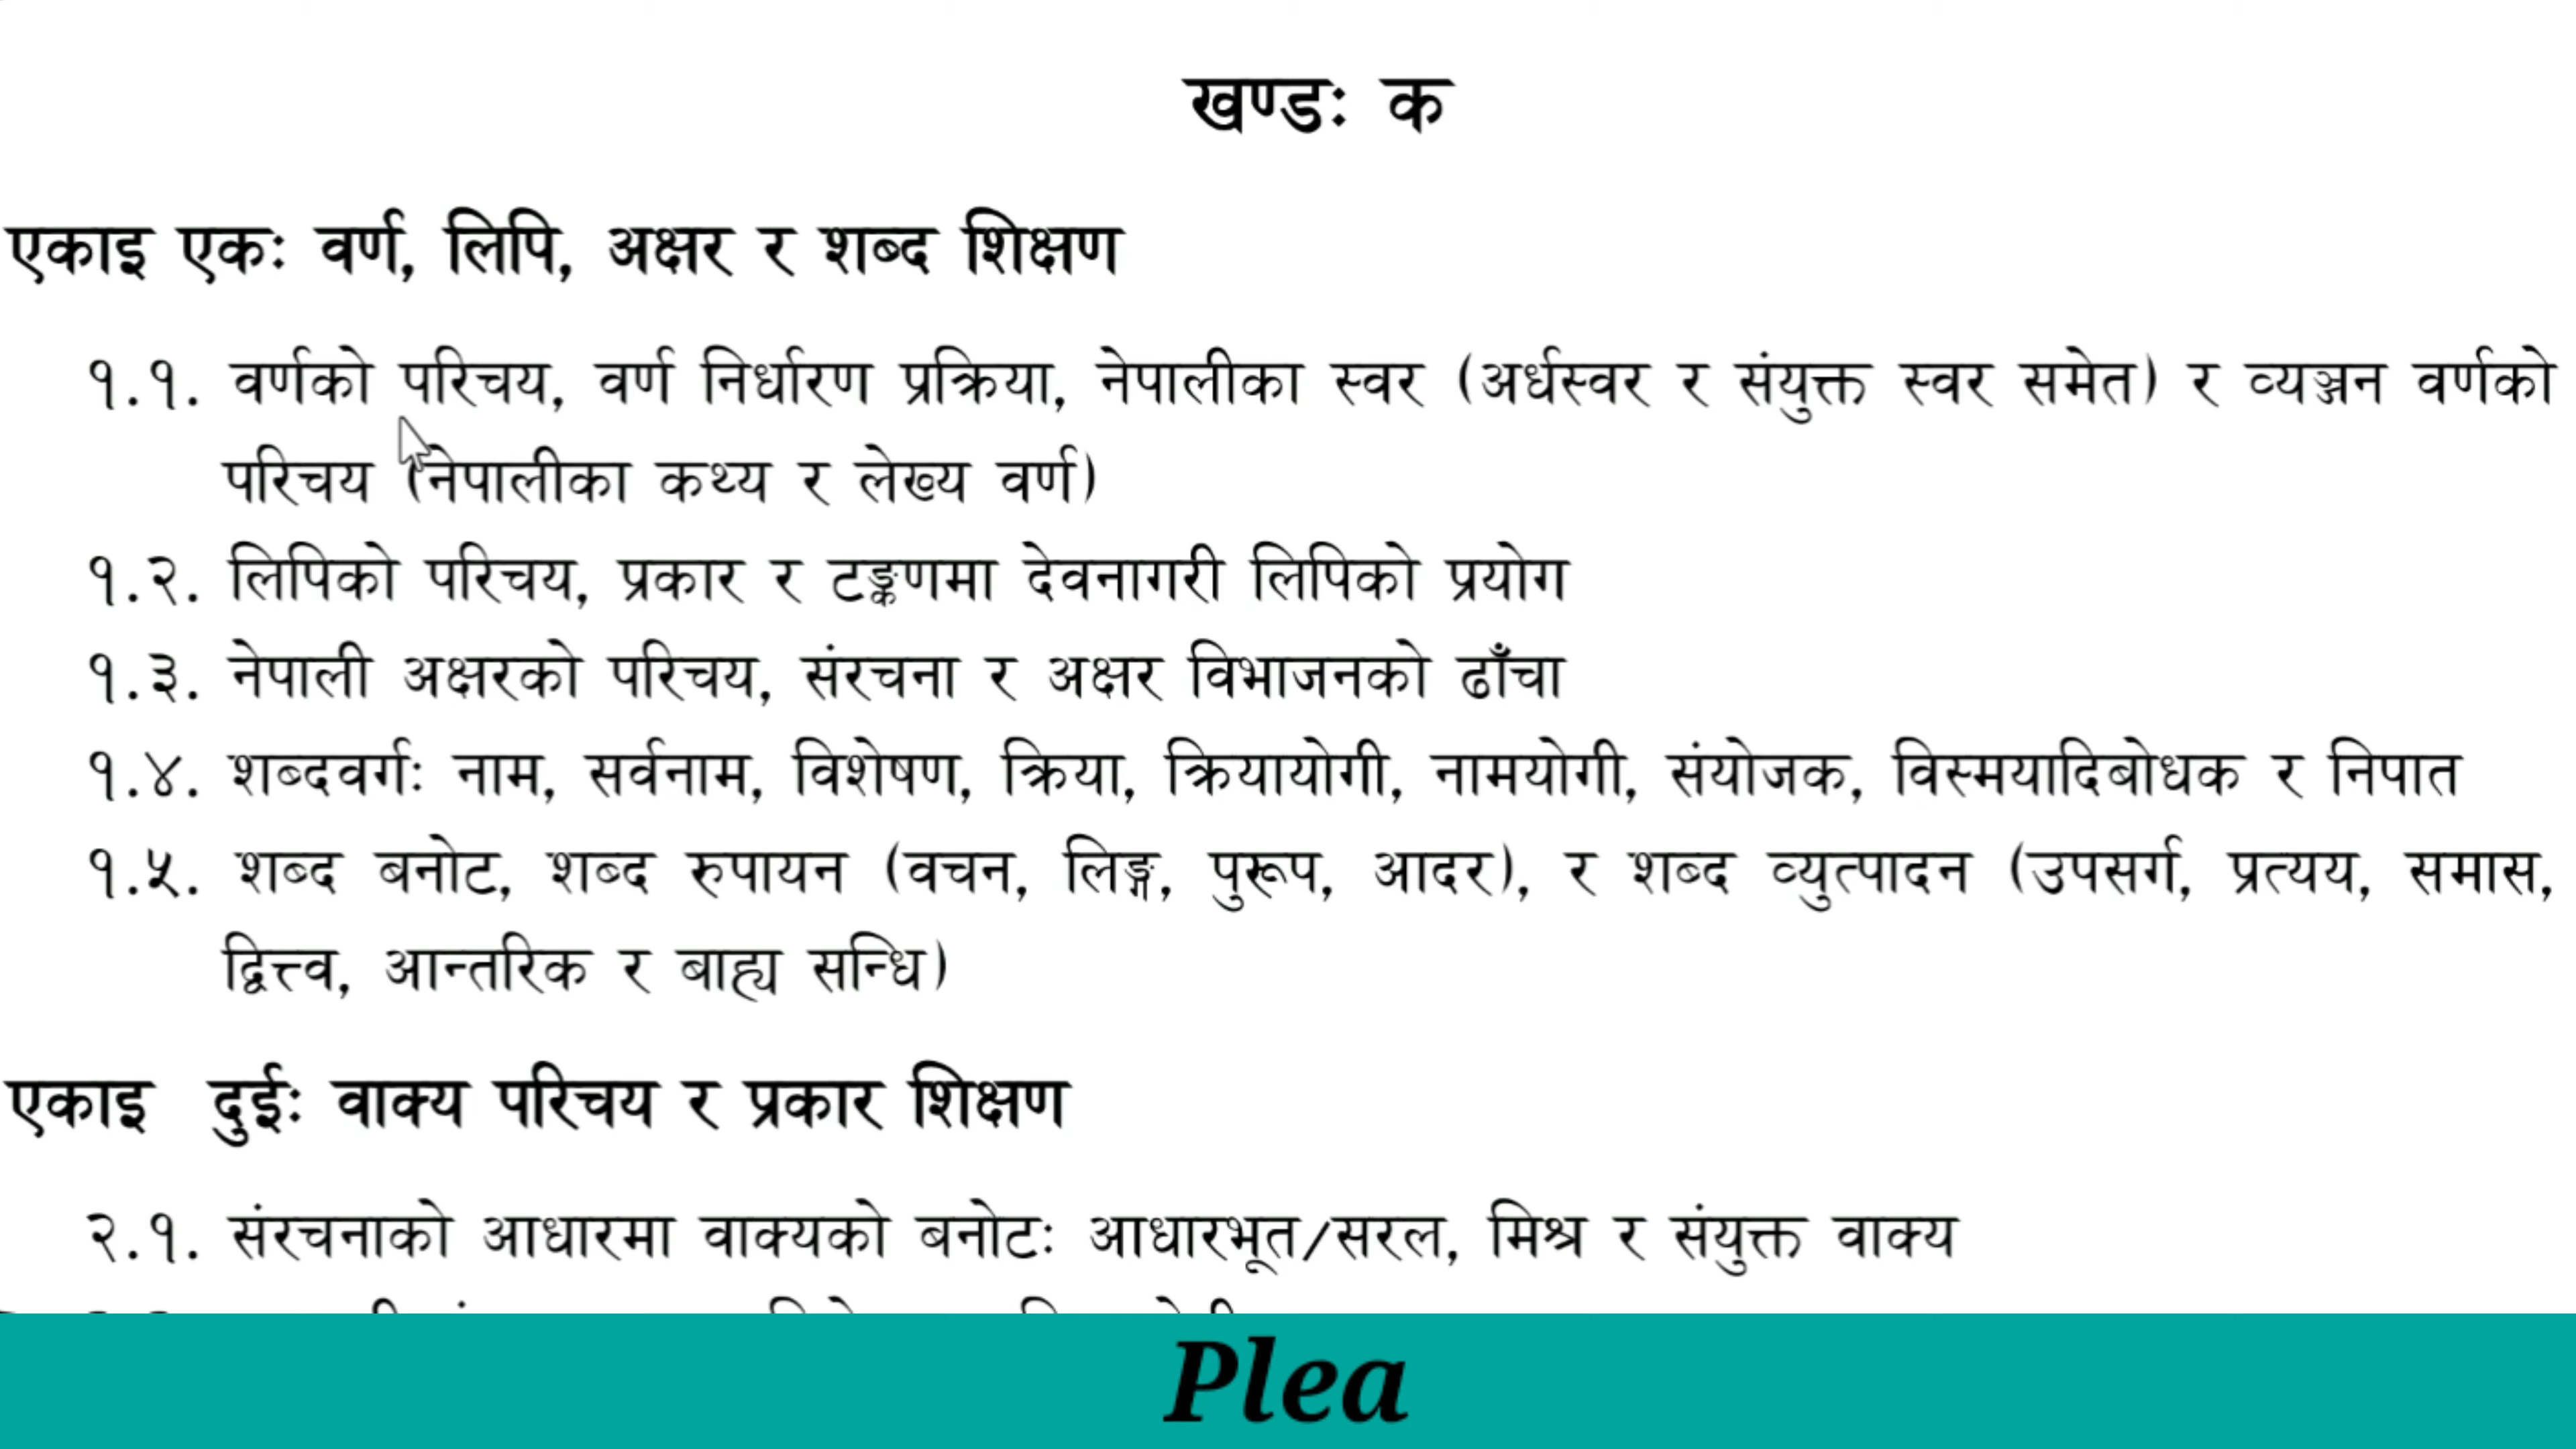 खण्डः क
एकाइ एकः वर्ण, लिपि, अक्षर र शब्द शिक्षण
१.१. वर्णको परिचय, वर्ण निर्धारण प्रक्रिया, नेपालीका स्वर (अर्धस्वर र संयुक्त स्वर समेत) र व्यञ्जन वर्णको
परिचय (नेपालीका कथ्य र लेख्य वर्ण)
१.२. लिपिको परिचय, प्रकार र टङ्कणमा देवनागरी लिपिको प्रयोग
१.३. नेपाली अक्षरको परिचय, संरचना र अक्षर विभाजनको ढाँचा
१.४. शब्दवर्गः नाम, सर्वनाम, विशेषण, क्रिया, क्रियायोगी, नामयोगी, संयोजक, विस्मयादिबोधक र निपात
१.५. शब्द बनोट, शब्द रुपायन (वचन, लिङ्ग, पुरूप, आदर), र शब्द व्युत्पादन (उपसर्ग, प्रत्यय, समास,
द्वित्त्व, आन्तरिक र बाह्य सन्धि)
एकाइ दुईः वाक्य परिचय र प्रकार शिक्षण
२.१. संरचनाको आधारमा वाक्यको बनोटः आधारभूत/सरल, मिश्र र संयुक्त वाक्य
Plea